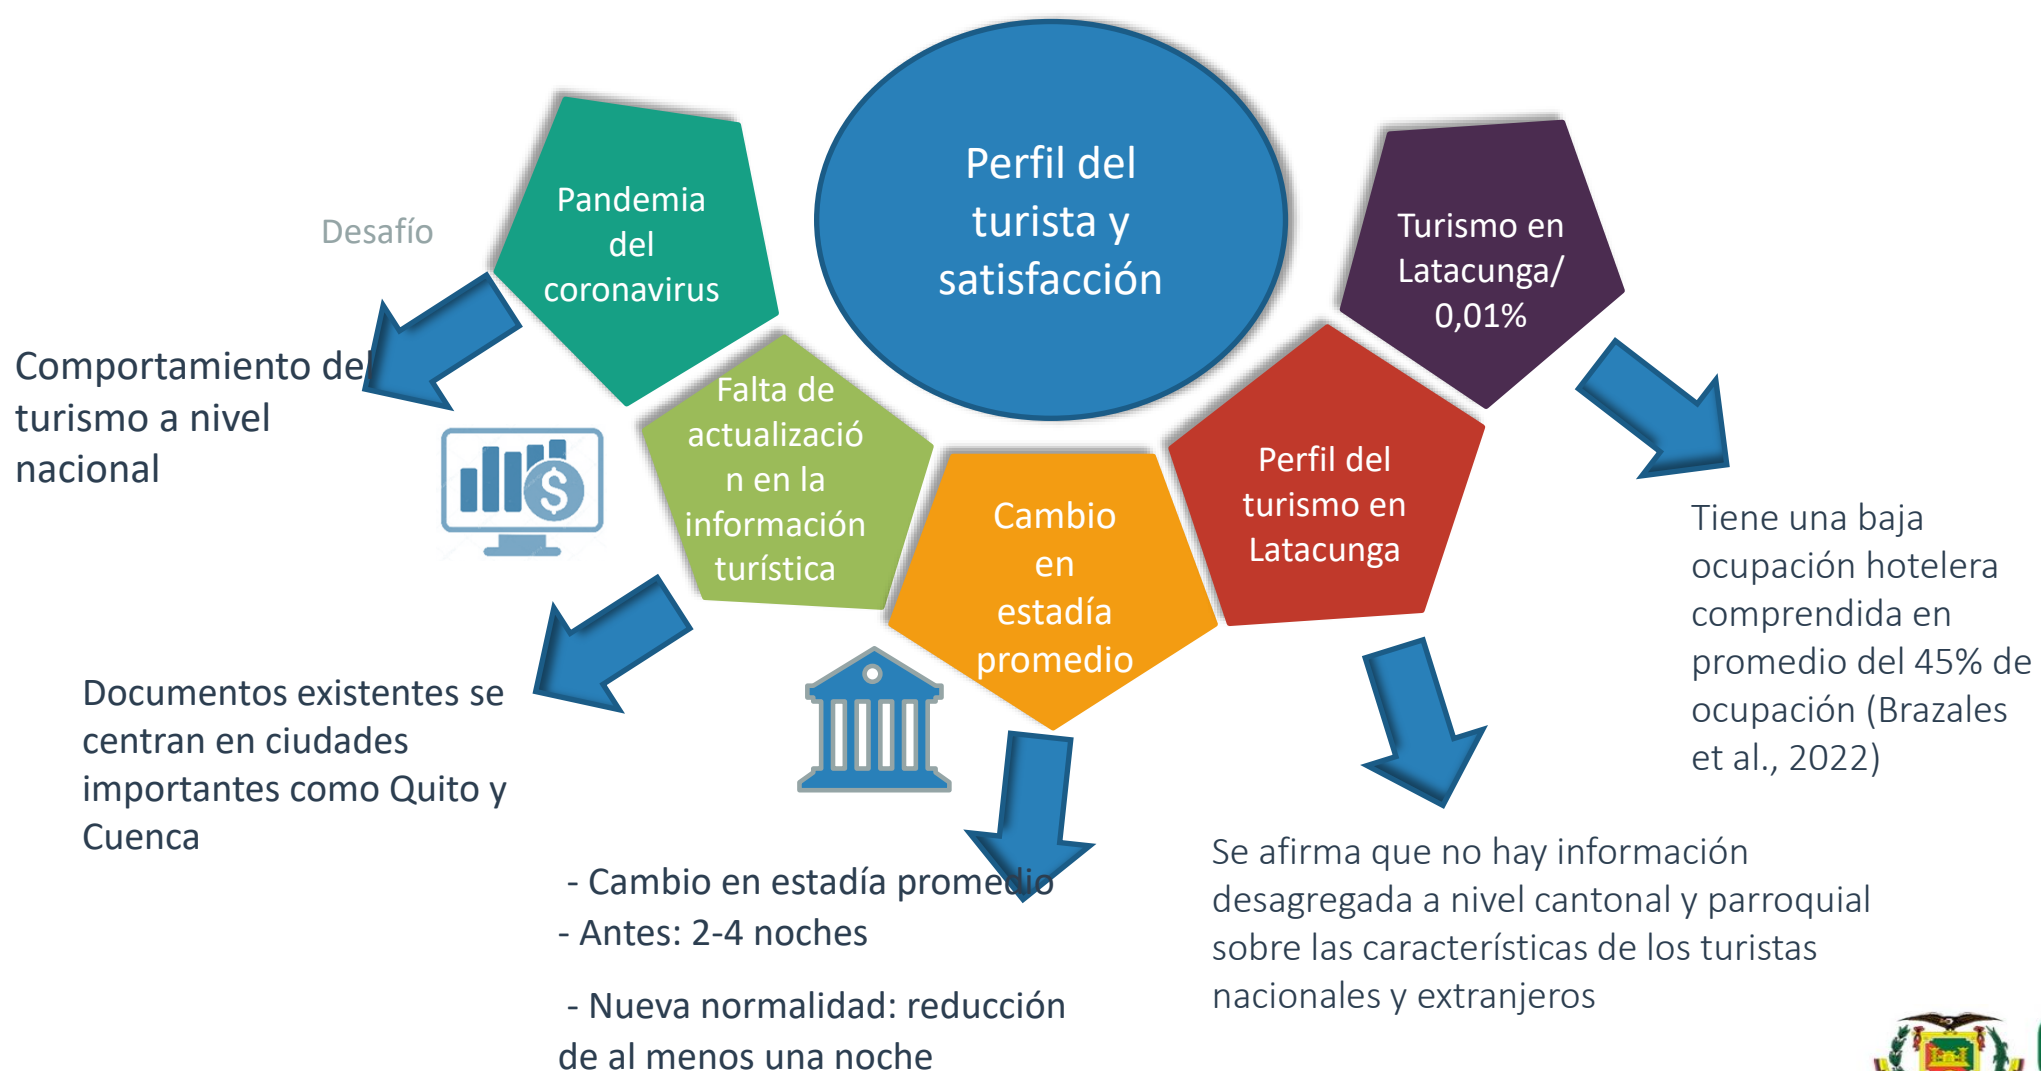 Perfil del
turista y
satisfacción
Desafío
Pandemia
del
coronavirus
Comportamiento del
turismo a nivel
nacional
Falta de
actualizació
n en la
información
turística
Documentos existentes se
centran en ciudades
importantes como Quito y
Cuenca
Cambio
en
estadía
promedio
- Cambio en estadía promedio
- Antes: 2-4 noches
- Nueva normalidad: reducción
de al menos una noche
Perfil del
turismo en
Latacunga
Se afirma que no hay información
desagregada a nivel cantonal y parroquial
sobre las características de los turistas
nacionales y extranjeros
Turismo en
Latacunga/
0,01%
Tiene una baja
ocupación hotelera
comprendida en
promedio del 45% de
ocupación (Brazales
et al., 2022)
$